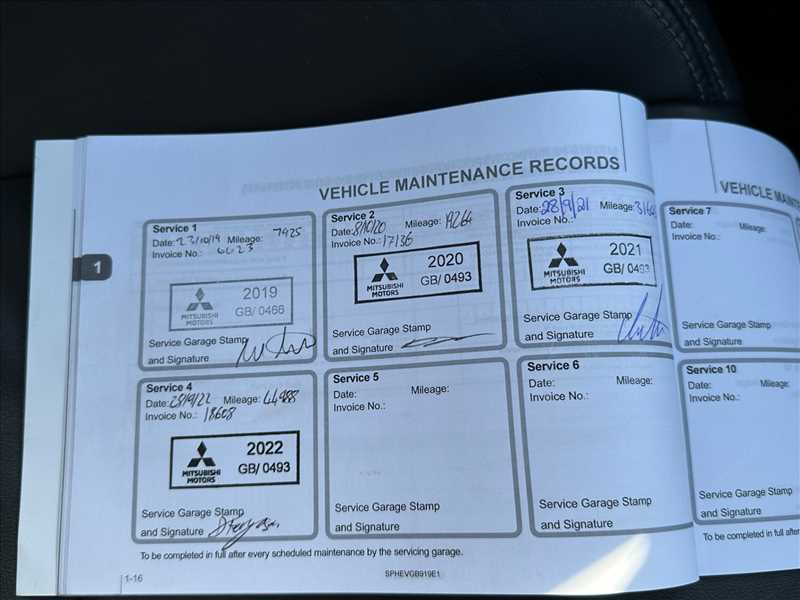 VEHICLE MAINTENANCE RECORDS
Service 1
Date: 23/10/19 Mileage: 7925
Invoice No.: 6623
MITSUBISHI MOTORS
2019
GB/ 0466
Service Garage Stamp
and Signature
Service 2
Date: 8/10/20 Mileage: 19264
Invoice No.: 17136
MITSUBISHI MOTORS
2020
GB/ 0493
Service Garage Stamp
and Signature
Service 3
Date: 28/9/21 Mileage:
Invoice No.:
MITSUBISHI MOTORS
2021
GB/ 0493
Service Garage Stamp
and Signature
1
Service 4
Date: 28/9/22 Mileage: 44988
Invoice No.: 18608
MITSUBISHI MOTORS
2022
GB/ 0493
Service Garage Stamp
and Signature
Service 5
Date: Mileage:
Invoice No.:
Service Garage Stamp
and Signature
Service 6
Date: Mileage:
Invoice No.:
Service Garage Stamp
and Signature
To be completed in full after every scheduled maintenance by the servicing garage.
1-16
SPHEVGB919E1
VEHICLE
Service 7
Date: Mileage:
Invoice No.:
Service Garage Stamp
and Signature
Service 10
Date: Mileage:
Invoice No.:
Service Garage Stamp
and Signature
To be completed in full after